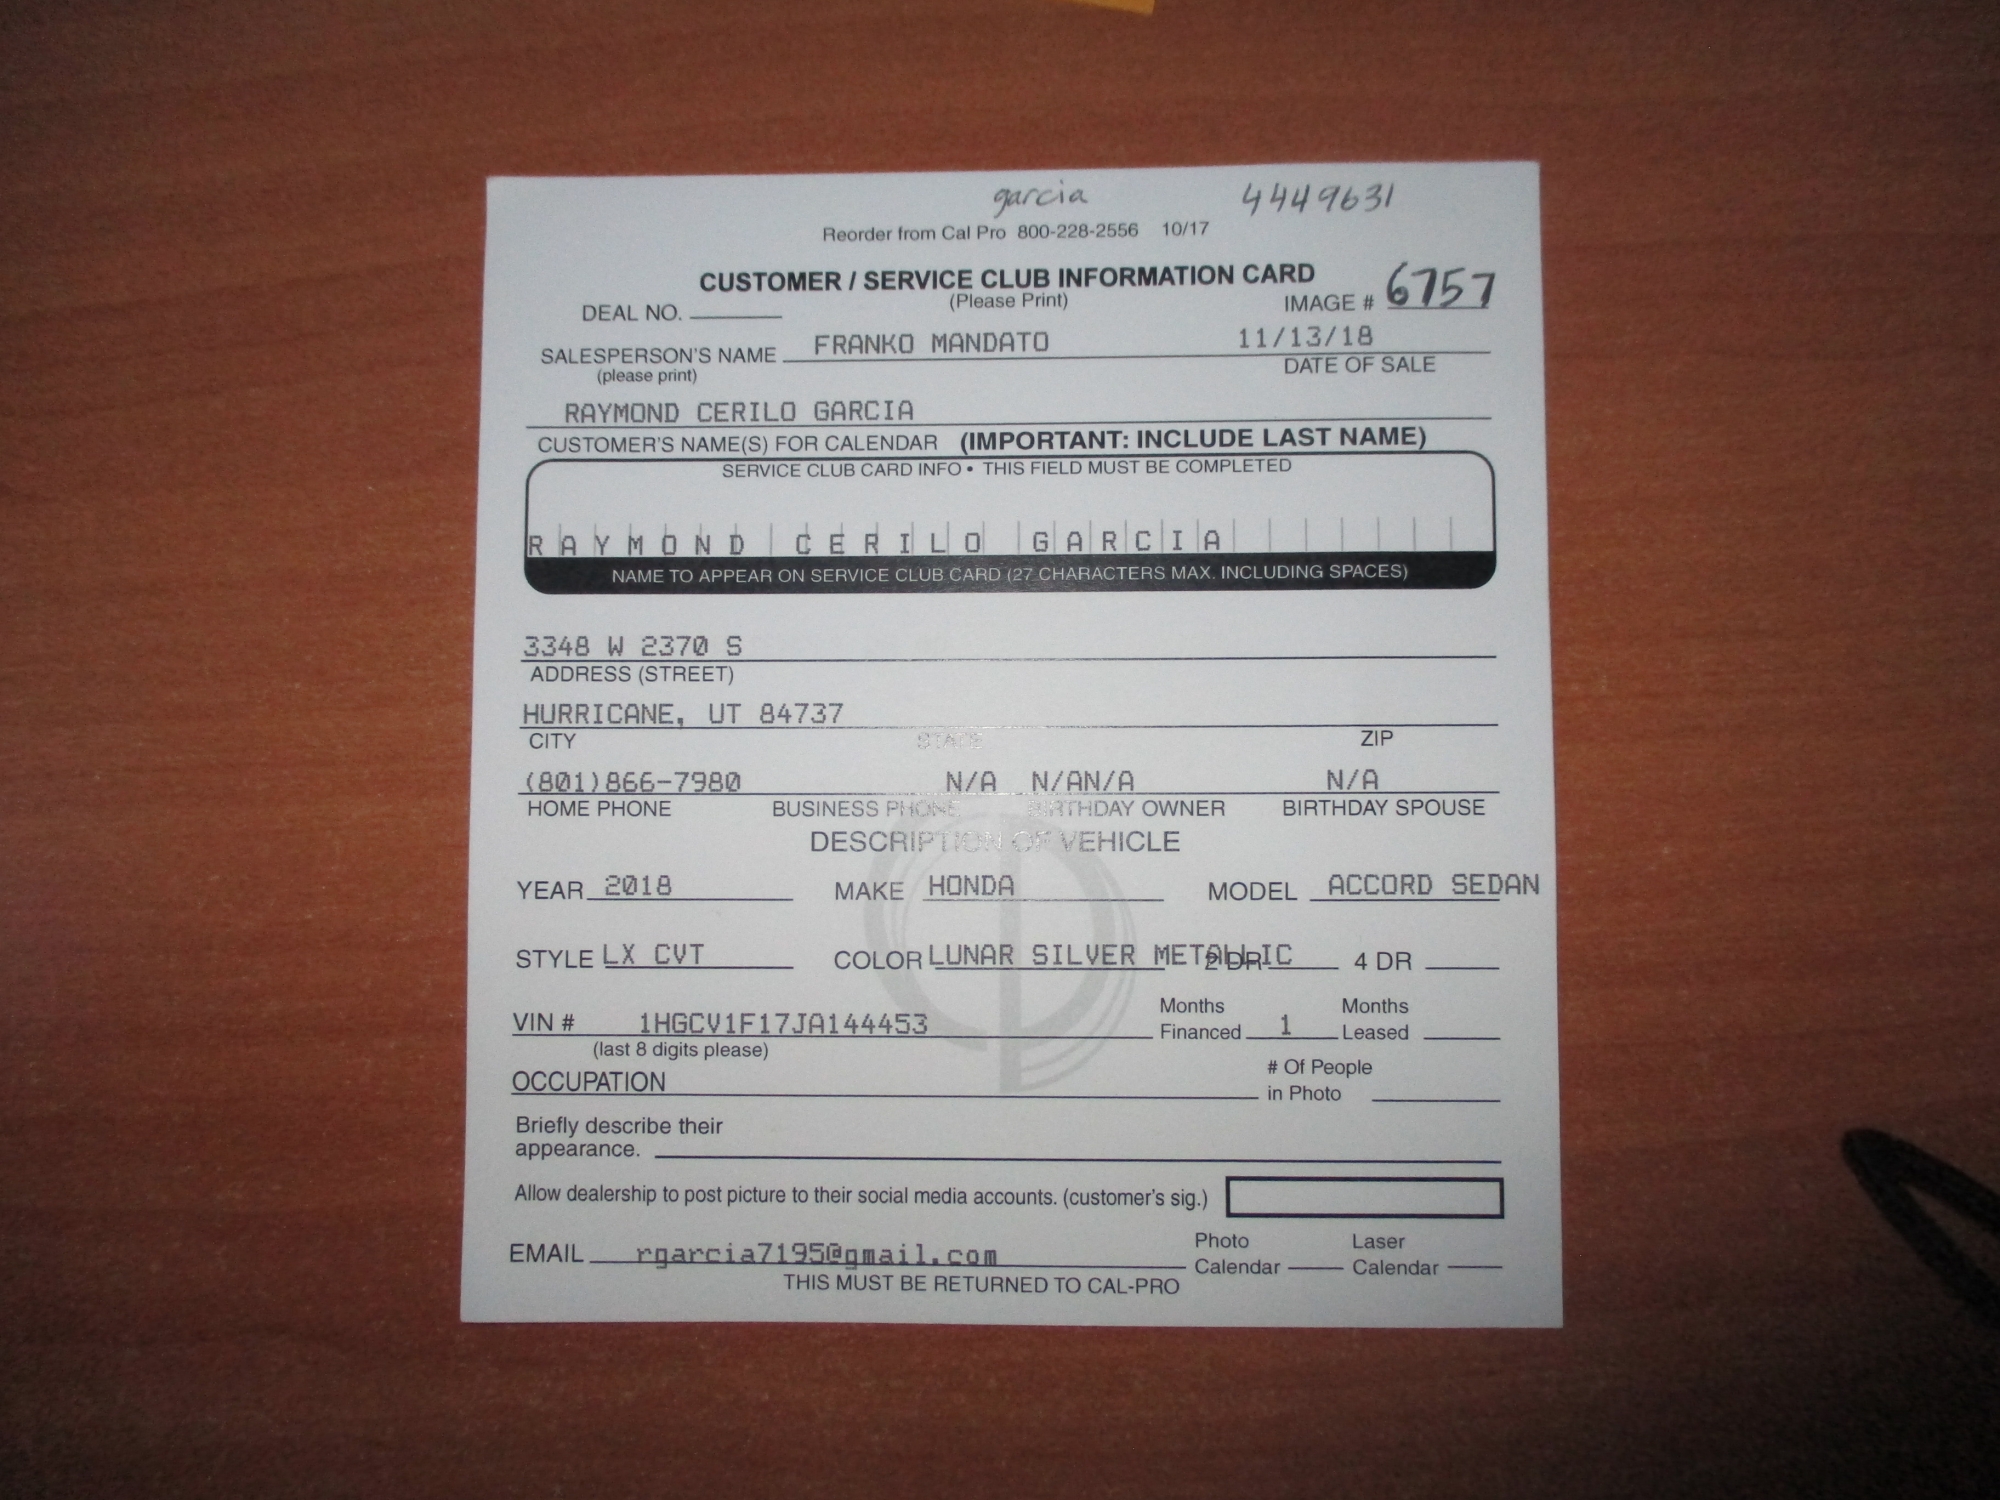 garcia 4449631
Reorder from Cal Pro 800-228-2556 10/17
CUSTOMER / SERVICE CLUB INFORMATION CARD
(Please Print)
DEAL NO. IMAGE # 6757
SALESPERSON'S NAME FRANKO MANDATO 11/13/18
(please print) DATE OF SALE
RAYMOND CERILO GARCIA
CUSTOMER'S NAME(S) FOR CALENDAR (IMPORTANT: INCLUDE LAST NAME)
SERVICE CLUB CARD INFO • THIS FIELD MUST BE COMPLETED
RAYMOND CERILO GARCIA
NAME TO APPEAR ON SERVICE CLUB CARD (27 CHARACTERS MAX. INCLUDING SPACES)
3348 W 2370 S
ADDRESS (STREET)
HURRICANE, UT 84737
CITY STATE ZIP
(801)866-7980 N/A N/AN/A N/A
HOME PHONE BUSINESS PHONE BIRTHDAY OWNER BIRTHDAY SPOUSE
DESCRIPTION OF VEHICLE
YEAR 2018 MAKE HONDA MODEL ACCORD SEDAN
STYLE LX CVT COLOR LUNAR SILVER METALLIC 2 DR 4 DR
VIN # 1HGCV1F17JA144453 Months Financed 1 Months Leased
(last 8 digits please)
OCCUPATION # Of People in Photo
Briefly describe their
appearance.
Allow dealership to post picture to their social media accounts. (customer's sig.)
EMAIL rgarcia7195@gmail.com Photo Calendar Laser Calendar
THIS MUST BE RETURNED TO CAL-PRO